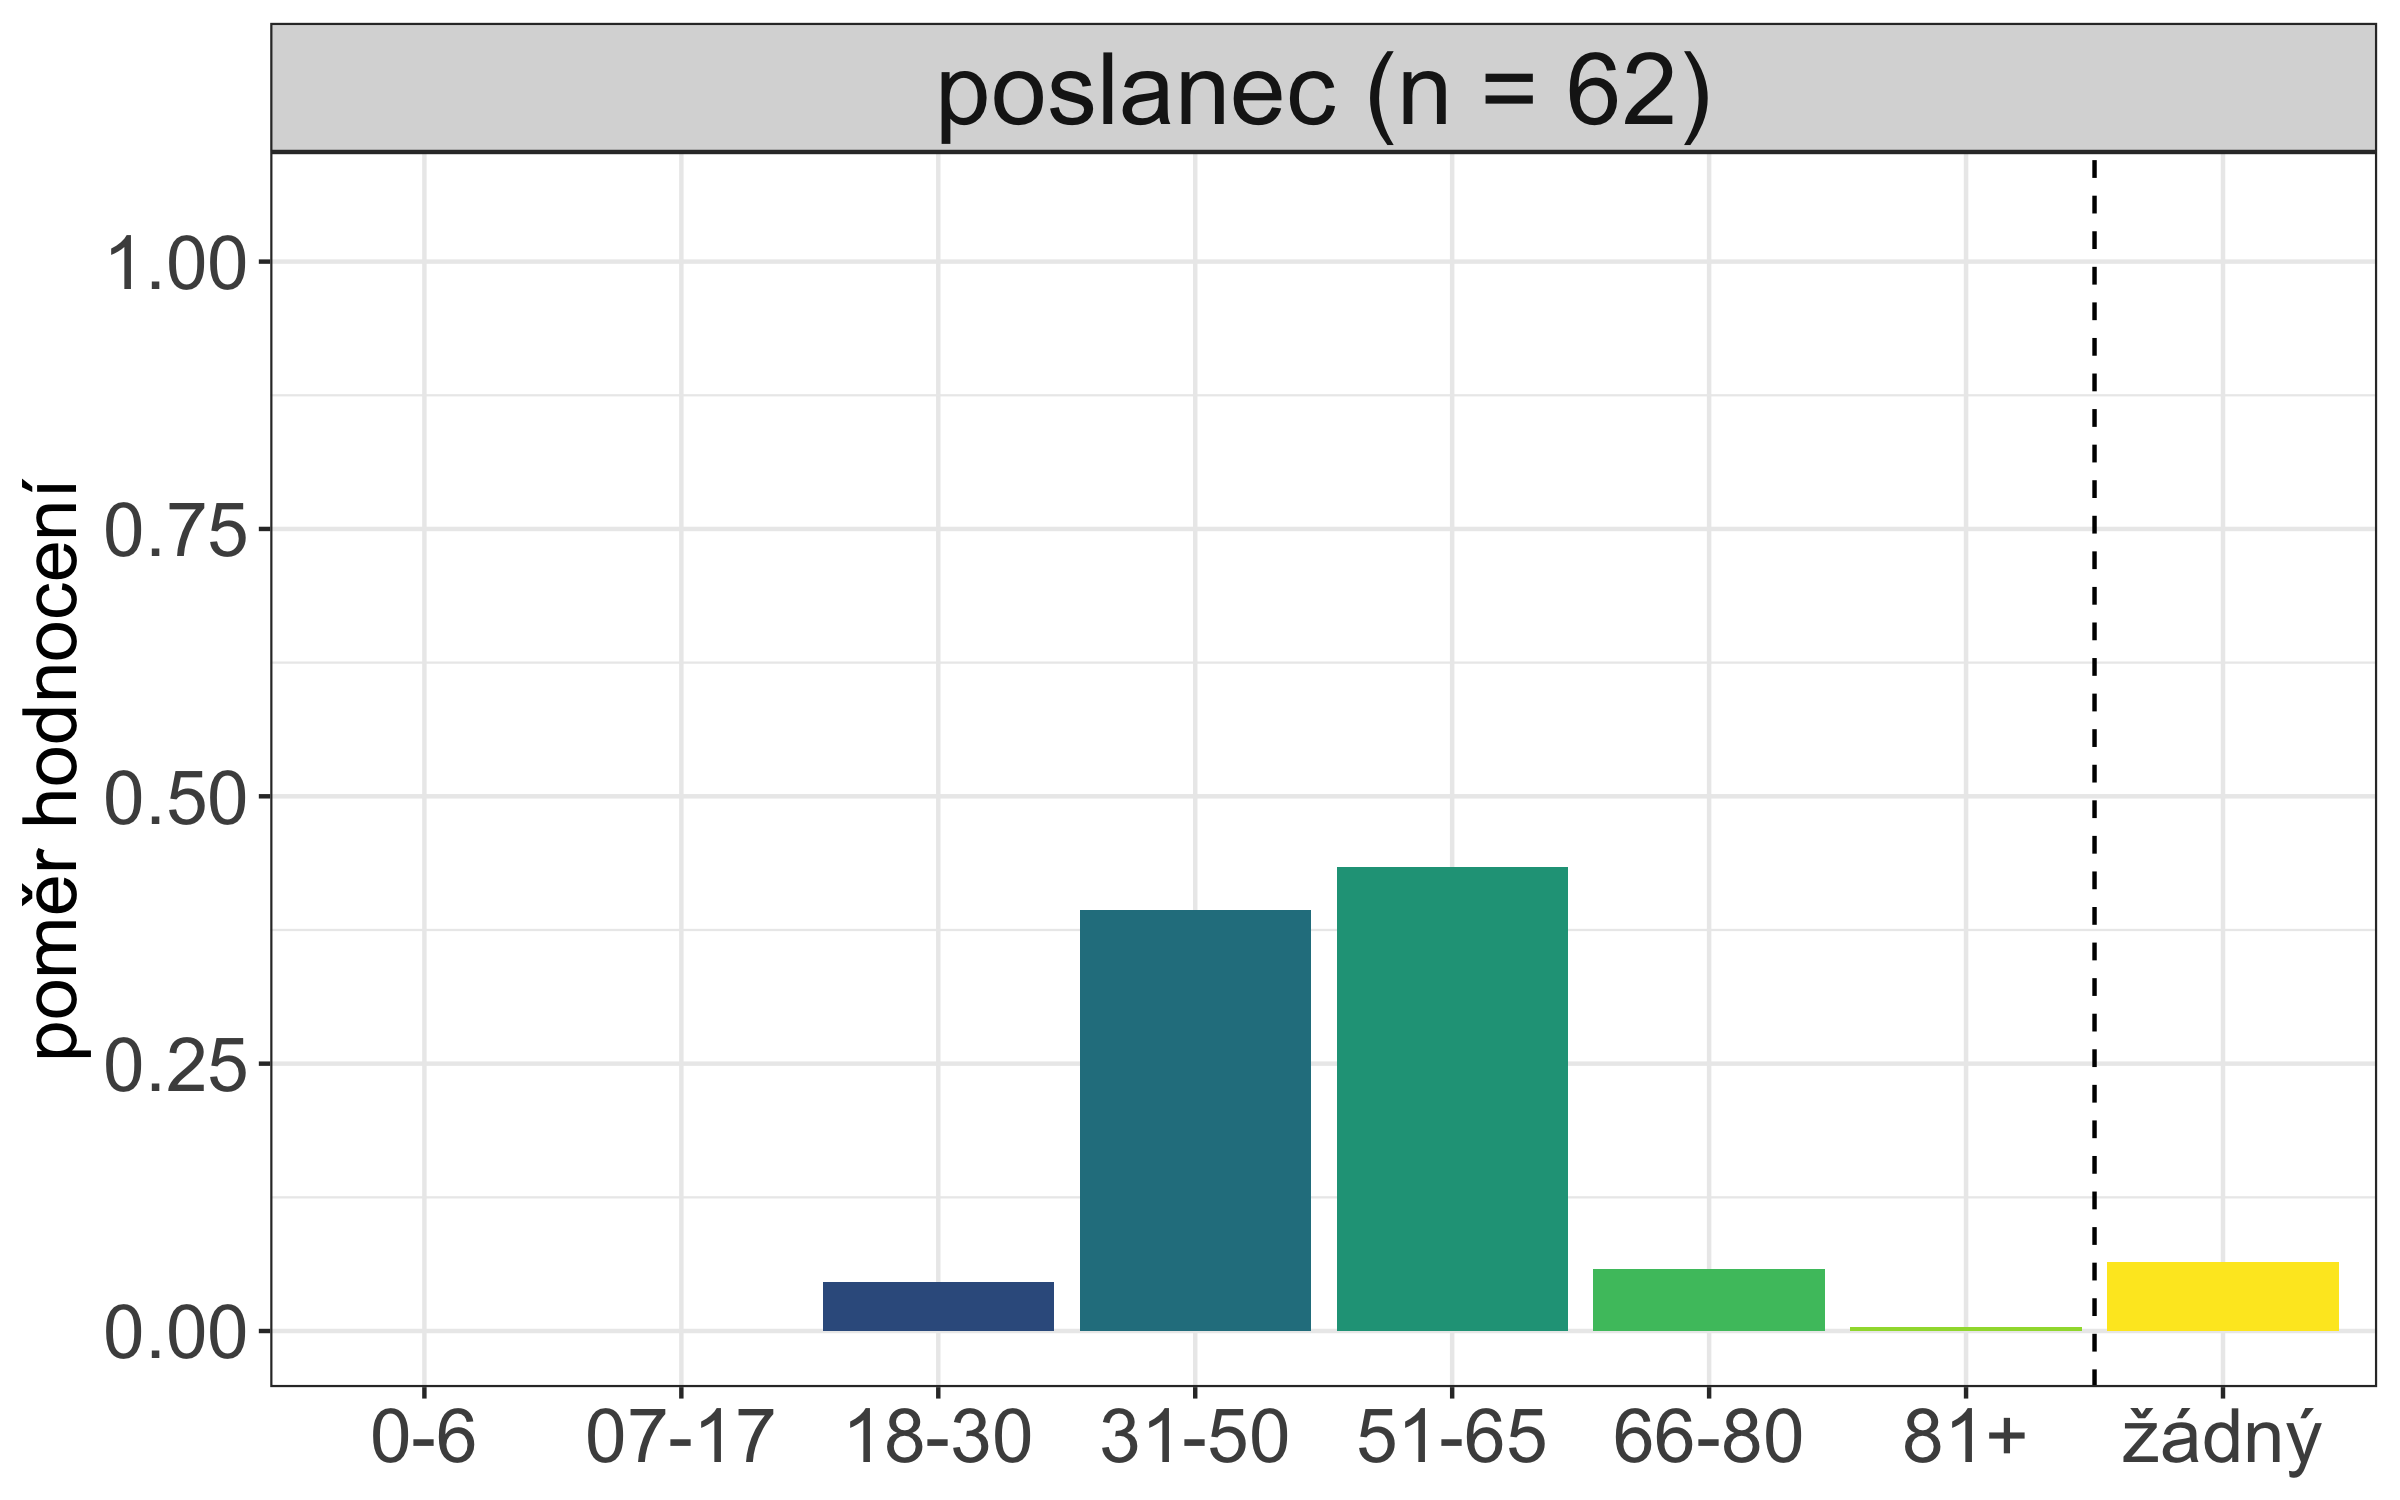 poslanec (n = 62)
poměr hodnocení
1.00
0.75
0.50
0.25
0.00
0-6 07-17 18-30 31-50 51-65 66-80 81+ žádný